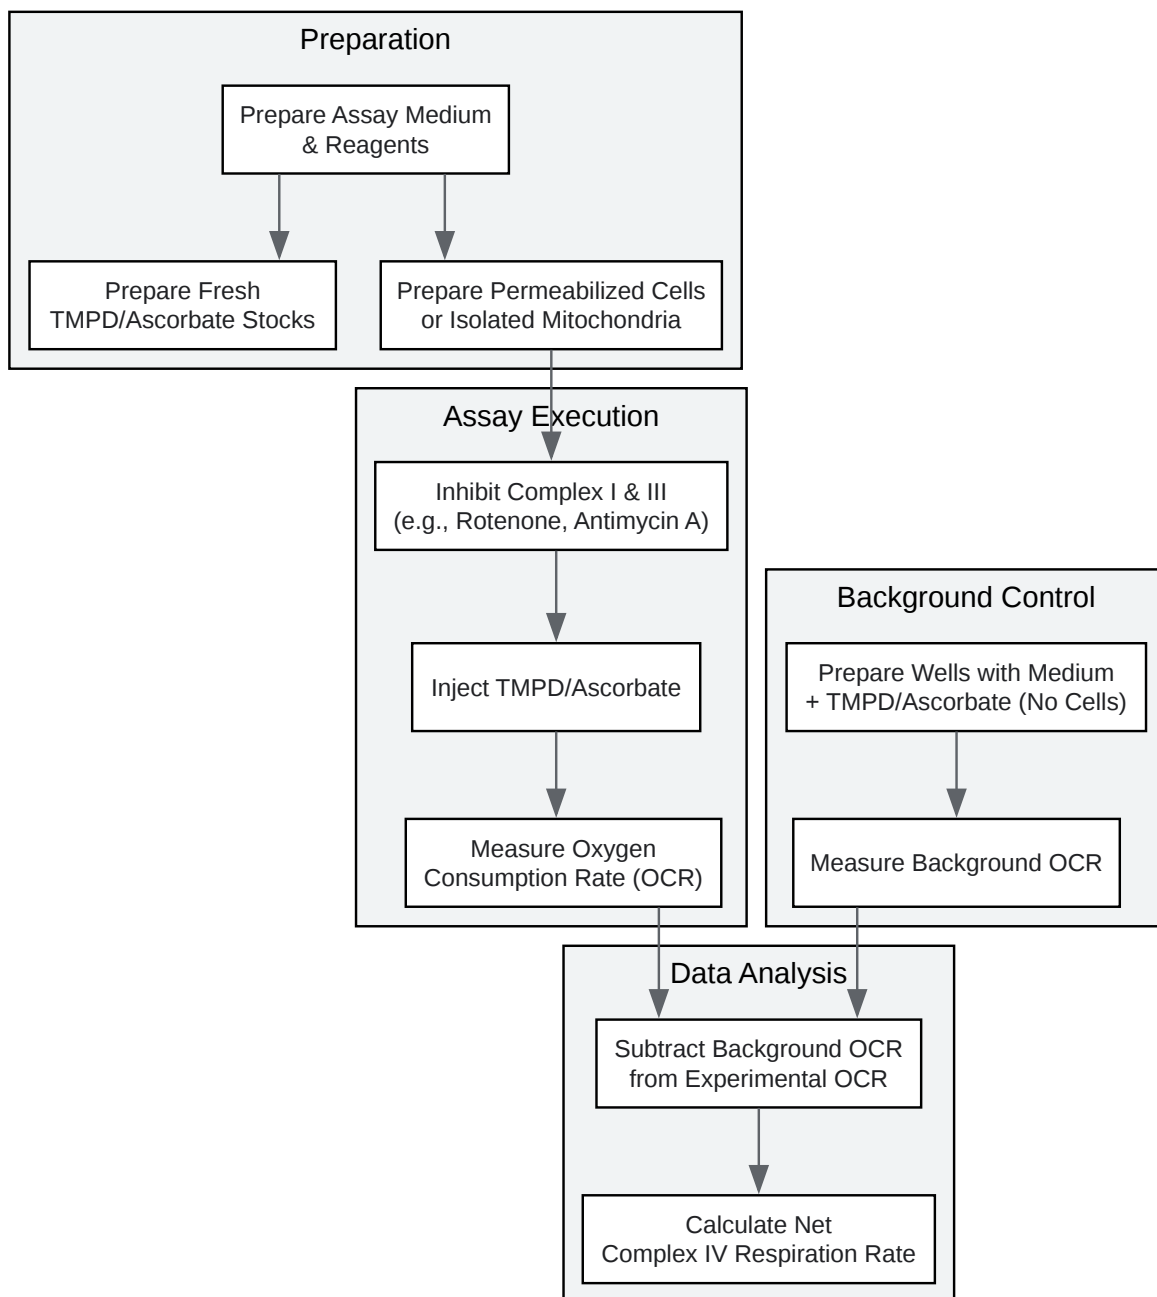 Preparation
Prepare Assay Medium
& Reagents
Prepare Fresh
TMPD/Ascorbate Stocks
Prepare Permeabilized Cells
or Isolated Mitochondria
Assay Execution
Inhibit Complex I & III
(e.g., Rotenone, Antimycin A)
Inject TMPD/Ascorbate
Measure Oxygen
Consumption Rate (OCR)
Background Control
Prepare Wells with Medium
+ TMPD/Ascorbate (No Cells)
Measure Background OCR
Data Analysis
Subtract Background OCR
from Experimental OCR
Calculate Net
Complex IV Respiration Rate